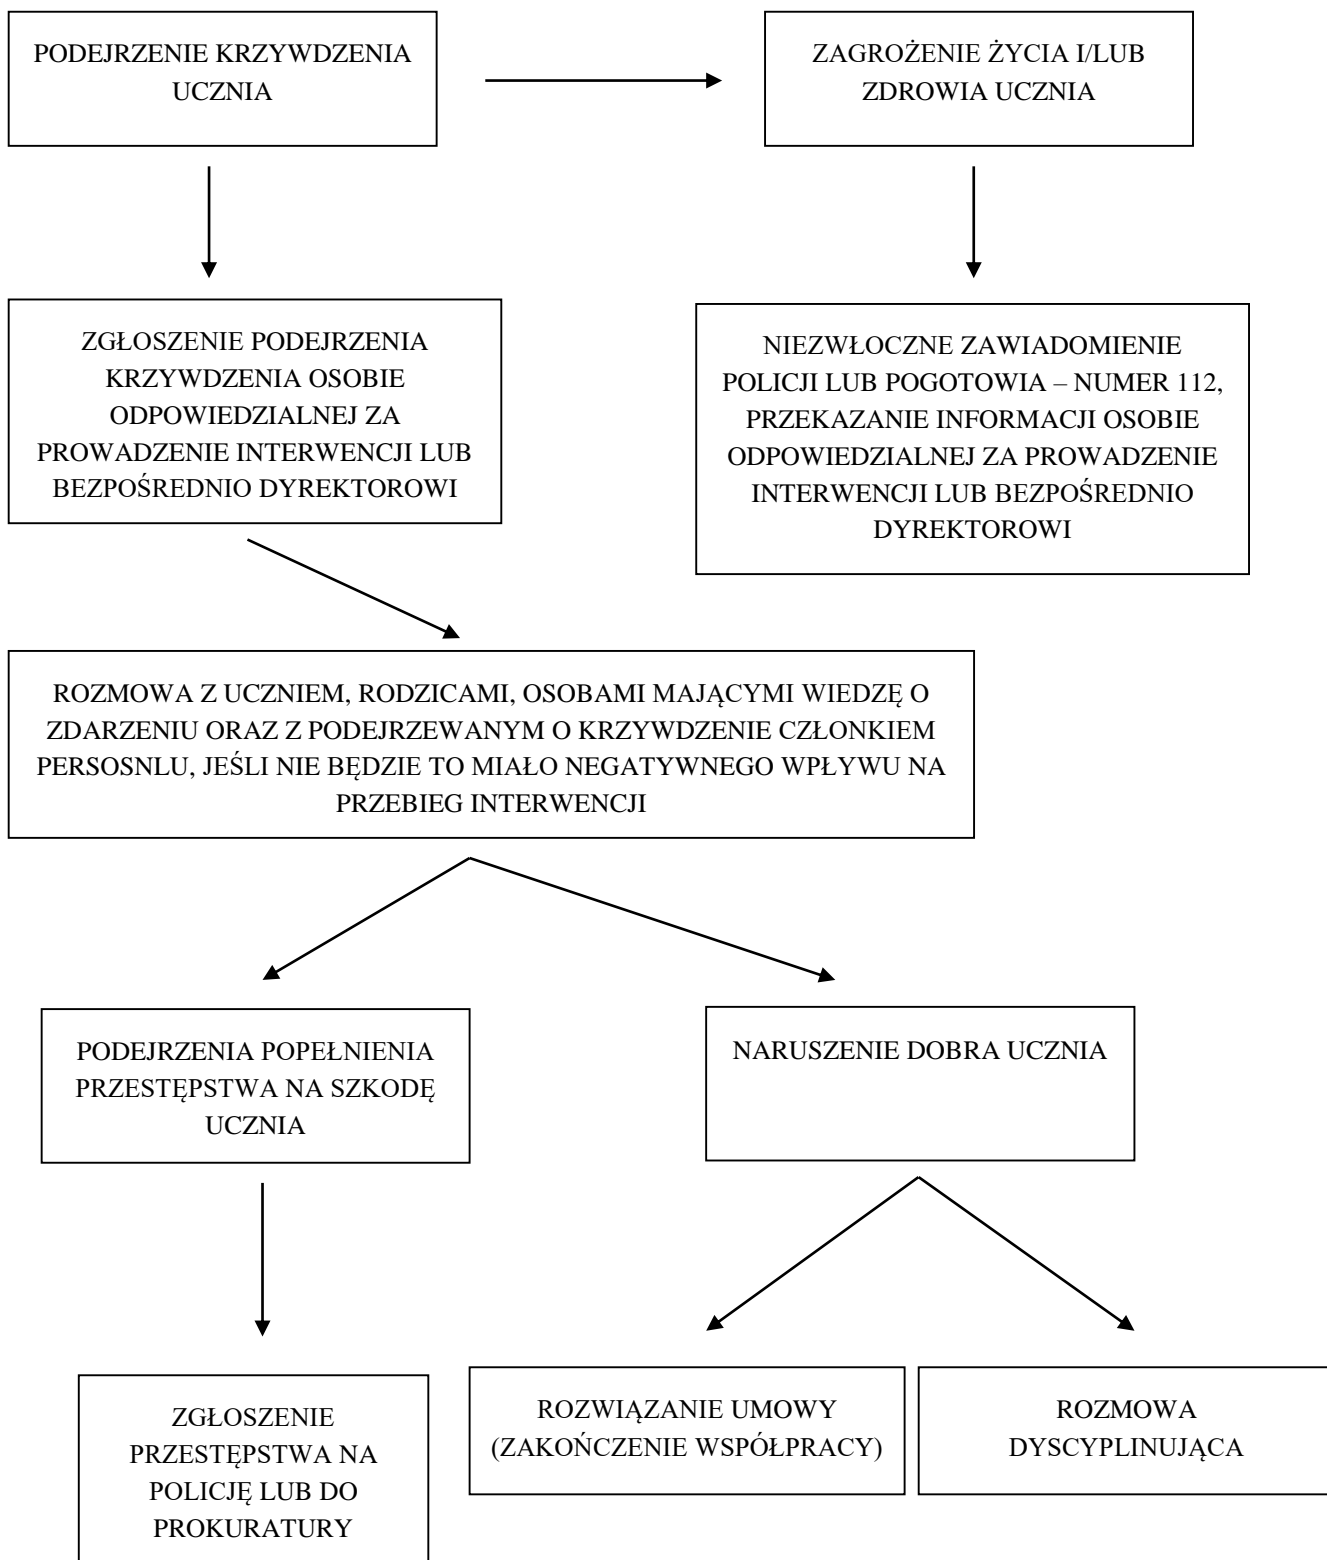 PODEJRZENIE KRZYWDZENIA
UCZNIA
ZAGROŻENIE ŻYCIA I/LUB
ZDROWIA UCZNIA
ZGŁOSZENIE PODEJRZENIA
KRZYWDZENIA OSOBIE
ODPOWIEDZIALNEJ ZA
PROWADZENIE INTERWENCJI LUB
BEZPOŚREDNIO DYREKTOROWI
NIEZWŁOCZNE ZAWIADOMIENIE
POLICJI LUB POGOTOWIA – NUMER 112,
PRZEKAZANIE INFORMACJI OSOBIE
ODPOWIEDZIALNEJ ZA PROWADZENIE
INTERWENCJI LUB BEZPOŚREDNIO
DYREKTOROWI
ROZMOWA Z UCZNIEM, RODZICAMI, OSOBAMI MAJĄCYMI WIEDZĘ O
ZDARZENIU ORAZ Z PODEJRZEWANYM O KRZYWDZENIE CZŁONKIEM
PERSOSNLU, JEŚLI NIE BĘDZIE TO MIAŁO NEGATYWNEGO WPŁYWU NA
PRZEBIEG INTERWENCJI
PODEJRZENIA POPEŁNIENIA
PRZESTĘPSTWA NA SZKODĘ
UCZNIA
NARUSZENIE DOBRA UCZNIA
ZGŁOSZENIE
PRZESTĘPSTWA NA
POLICJĘ LUB DO
PROKURATURY
ROZWIĄZANIE UMOWY
(ZAKOŃCZENIE WSPÓŁPRACY)
ROZMOWA
DYSCYPLINUJĄCA